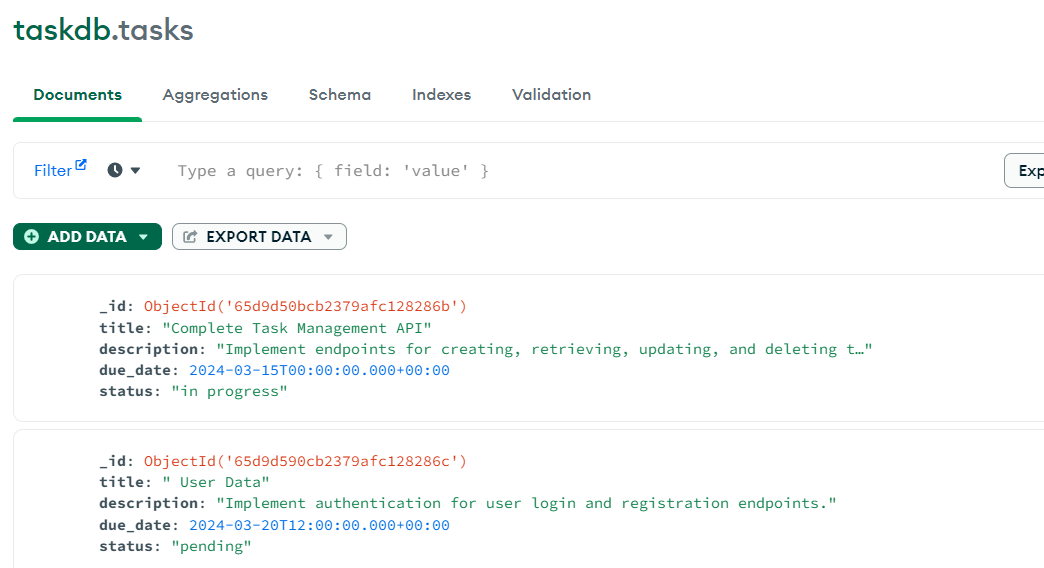 taskdb.tasks
Documents Aggregations Schema Indexes Validation
Filter Type a query: { field: 'value' } Exp
ADD DATA EXPORT DATA
_id: ObjectId('65d9d50bcb2379afc128286b')
title: "Complete Task Management API"
description: "Implement endpoints for creating, retrieving, updating, and deleting t…"
due_date: 2024-03-15T00:00:00.000+00:00
status: "in progress"
_id: ObjectId('65d9d590cb2379afc128286c')
title: " User Data"
description: "Implement authentication for user login and registration endpoints."
due_date: 2024-03-20T12:00:00.000+00:00
status: "pending"